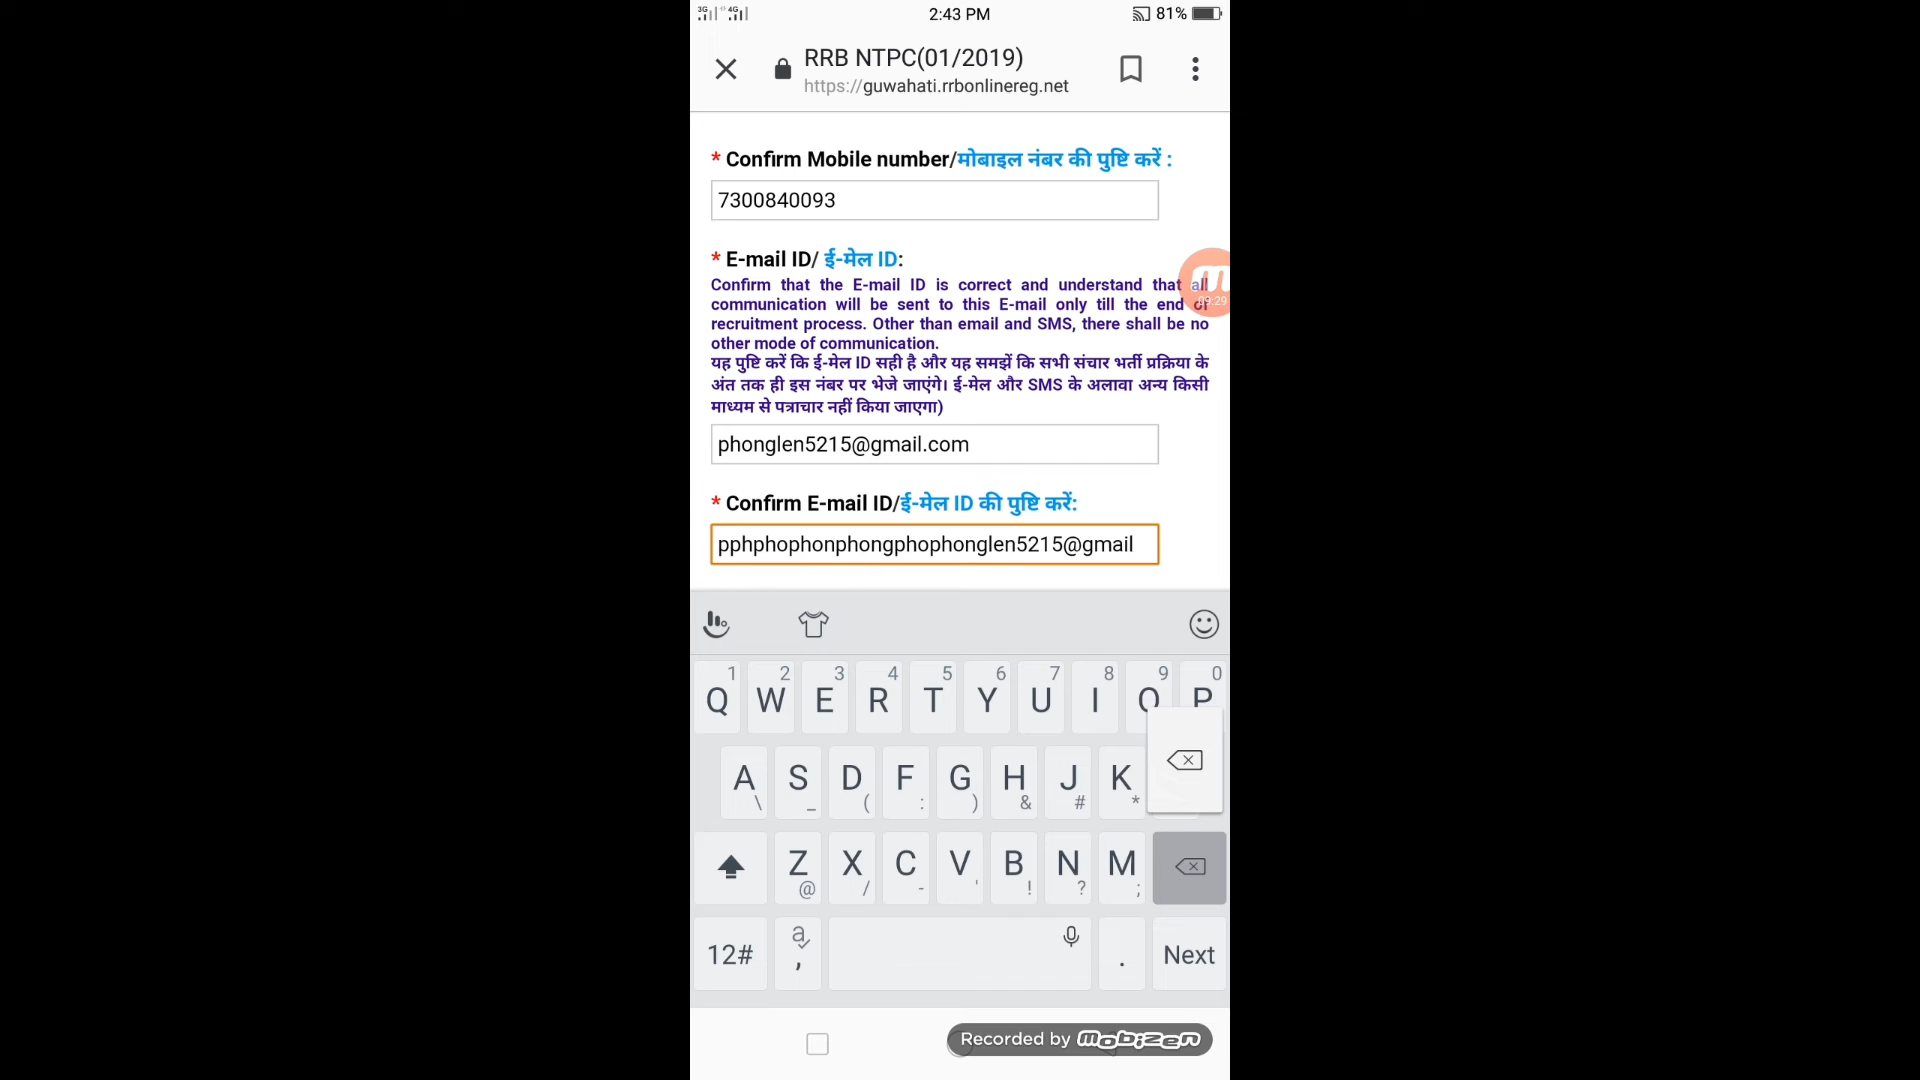 3G 4G 2:43 PM 81%
RRB NTPC(01/2019)
https://guwahati.rrbonlinereg.net
* Confirm Mobile number/मोबाइल नंबर की पुष्टि करें :
7300840093
* E-mail ID/ ई-मेल ID:
Confirm that the E-mail ID is correct and understand that all
communication will be sent to this E-mail only till the end of
recruitment process. Other than email and SMS, there shall be no
other mode of communication.
यह पुष्टि करें कि ई-मेल ID सही है और यह समझें कि सभी संचार भर्ती प्रक्रिया के
अंत तक ही इस नंबर पर भेजे जाएंगे। ई-मेल और SMS के अलावा अन्य किसी
माध्यम से पत्राचार नहीं किया जाएगा)
09:29
phonglen5215@gmail.com
* Confirm E-mail ID/ई-मेल ID की पुष्टि करें:
pphphophonphongphophonglen5215@gmail
1 2 3 4 5 6 7 8 9 0
Q W E R T Y U I O P
A S D F G H J K
\ _ ( : ) & # *
Z X C V B N M
@ / - ' ! ? ;
12# a , . Next
Recorded by mobizen